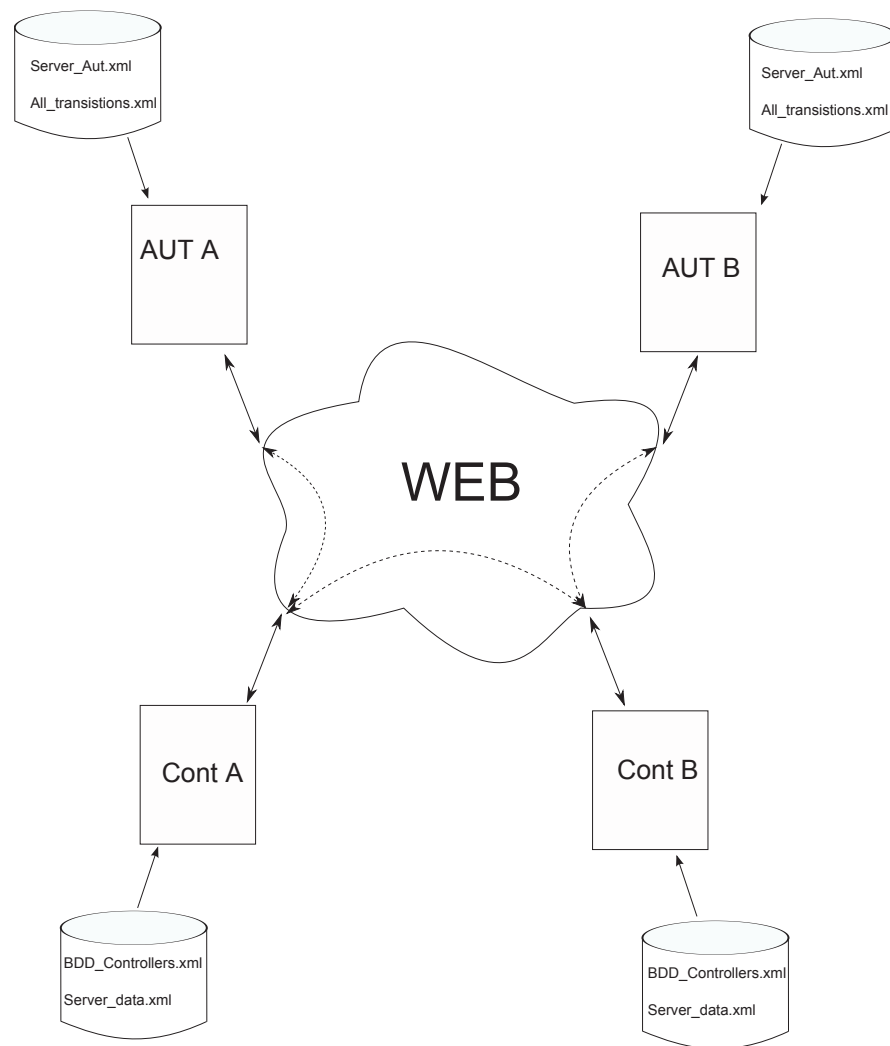 Server_Aut.xml
All_transistions.xml
Server_Aut.xml
All_transistions.xml
AUT A
AUT B
WEB
Cont A
Cont B
BDD_Controllers.xml
Server_data.xml
BDD_Controllers.xml
Server_data.xml